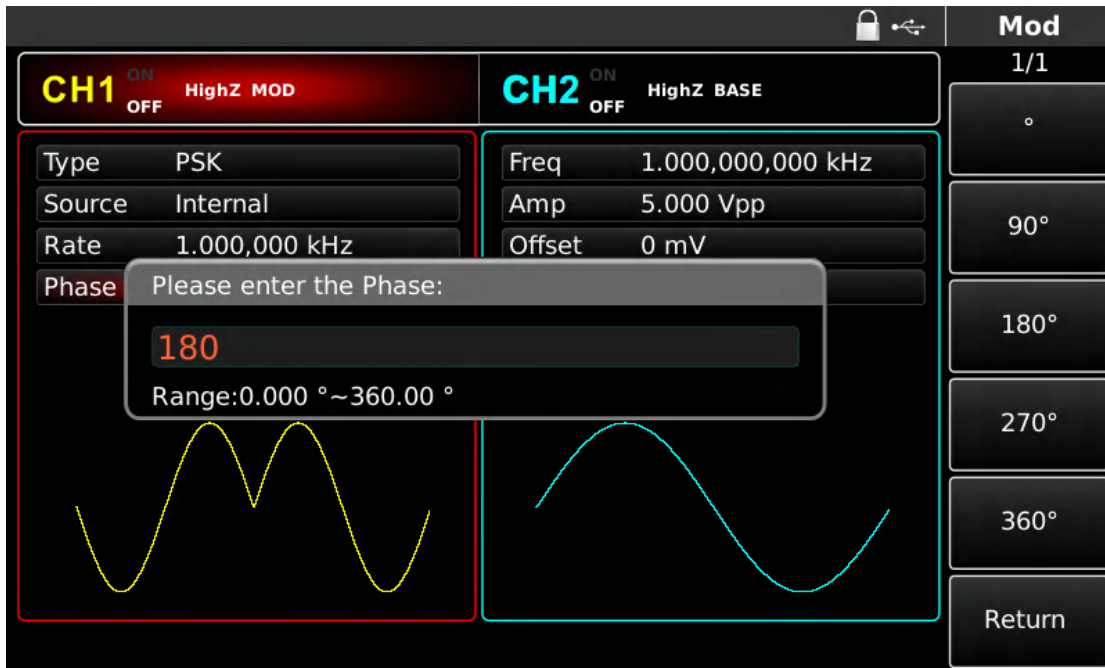 Mod
1/1
CH1 ON OFF HighZ MOD
CH2 ON OFF HighZ BASE
Type PSK
Source Internal
Rate 1.000,000 kHz
Phase
Freq 1.000,000,000 kHz
Amp 5.000 Vpp
Offset 0 mV
Please enter the Phase:
180
Range:0.000 °~360.00 °
°
90°
180°
270°
360°
Return